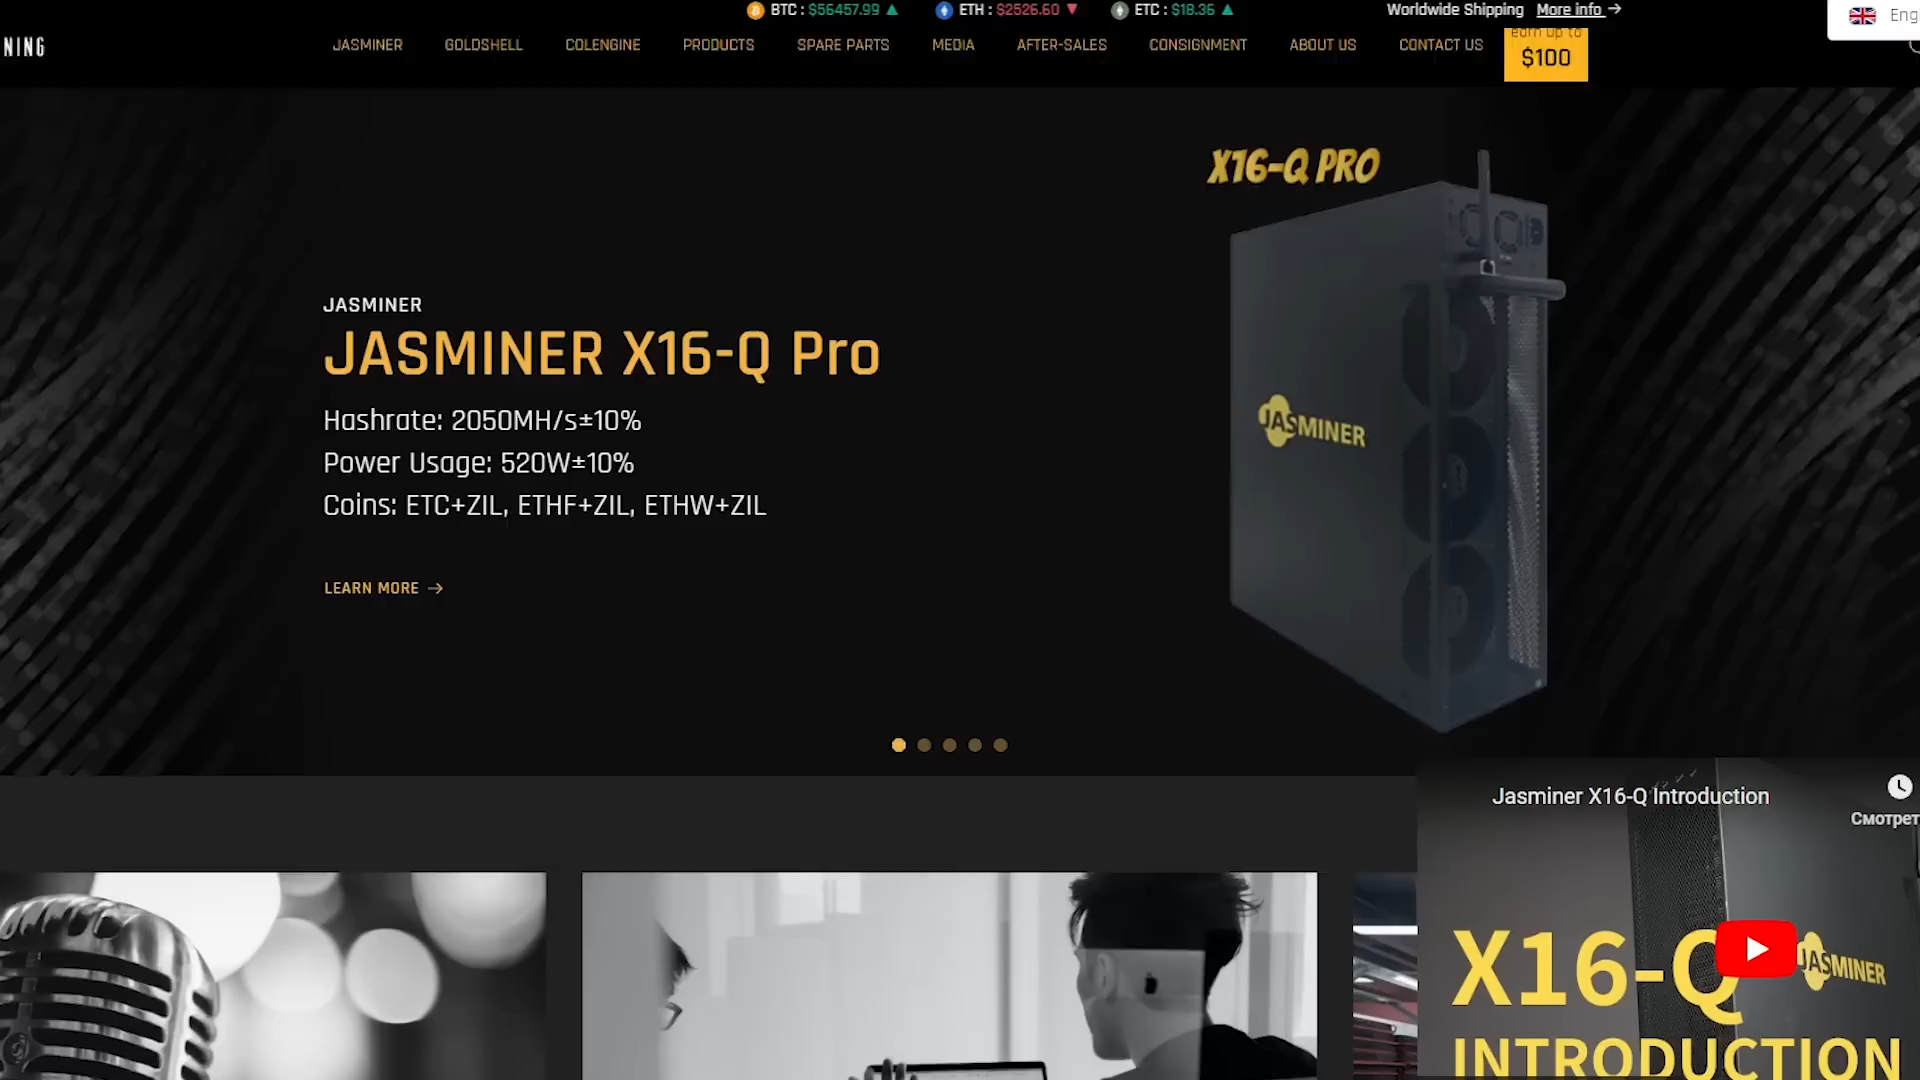 BTC : $56457.99
ETH : $2526.60
ETC : $18.36
Worldwide Shipping More info
Eng
NING
JASMINER
GOLDSHELL
COLENGINE
PRODUCTS
SPARE PARTS
MEDIA
AFTER-SALES
CONSIGNMENT
ABOUT US
CONTACT US
earn up to
$100
X16-Q PRO
JASMINER
JASMINER X16-Q Pro
Hashrate: 2050MH/s±10%
Power Usage: 520W±10%
Coins: ETC+ZIL, ETHF+ZIL, ETHW+ZIL
LEARN MORE →
JASMINER
Jasminer X16-Q Introduction
Смотрет
X16-Q
JASMINER
INTRODUCTION